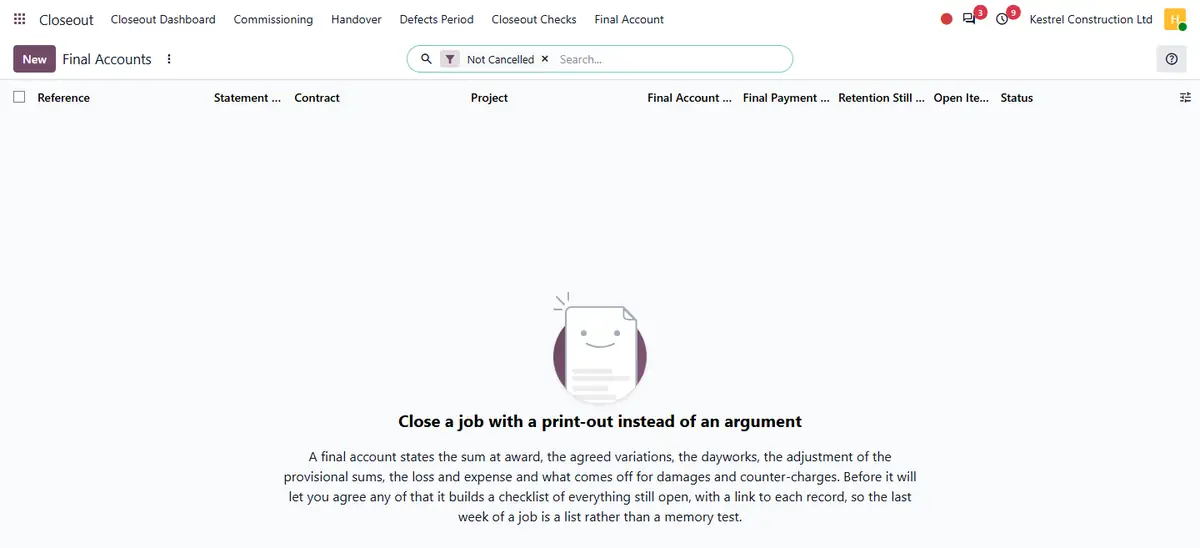 Closeout Closeout Dashboard Commissioning Handover Defects Period Closeout Checks Final Account 3 9 Kestrel Construction Ltd H
New Final Accounts Not Cancelled × Search...
Reference Statement ... Contract Project Final Account ... Final Payment ... Retention Still ... Open Ite... Status
Close a job with a print-out instead of an argument
A final account states the sum at award, the agreed variations, the dayworks, the adjustment of the
provisional sums, the loss and expense and what comes off for damages and counter-charges. Before it will
let you agree any of that it builds a checklist of everything still open, with a link to each record, so the last
week of a job is a list rather than a memory test.